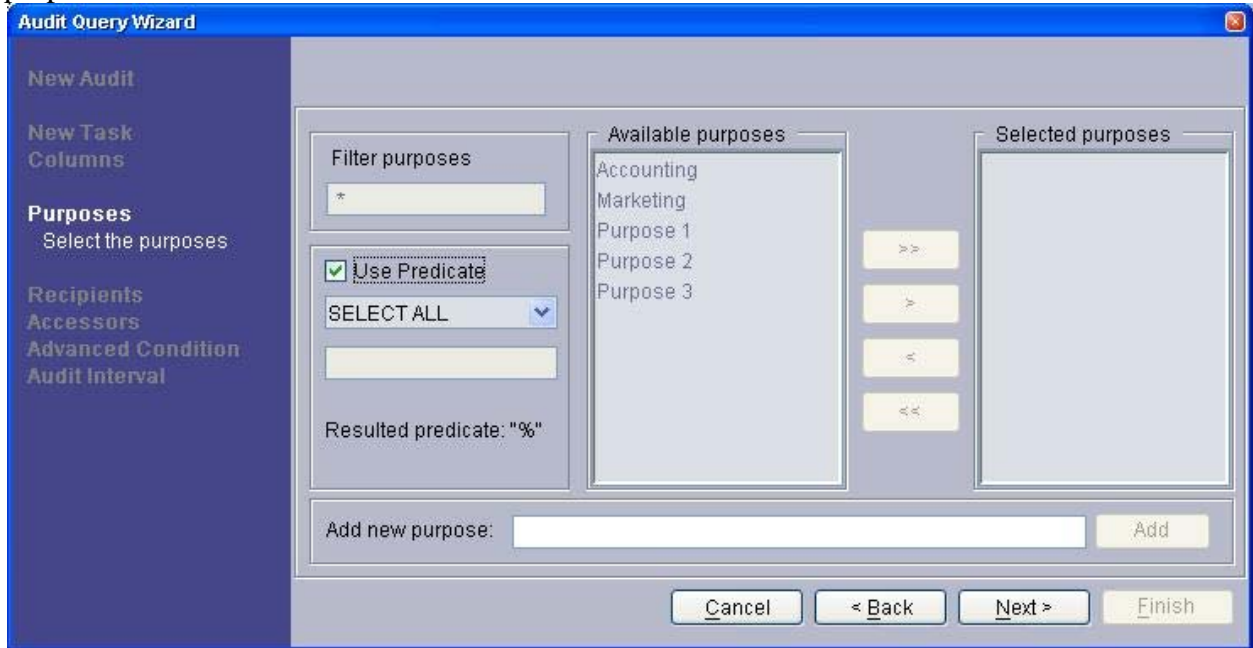 Audit Query Wizard
New Audit
New Task
Columns
Purposes
Select the purposes
Recipients
Accessors
Advanced Condition
Audit Interval
Filter purposes
*
Use Predicate
SELECT ALL
Resulted predicate: "%"
Available purposes
Accounting
Marketing
Purpose 1
Purpose 2
Purpose 3
>>
>
<
<<
Selected purposes
Add new purpose:
Add
Cancel
< Back
Next >
Finish